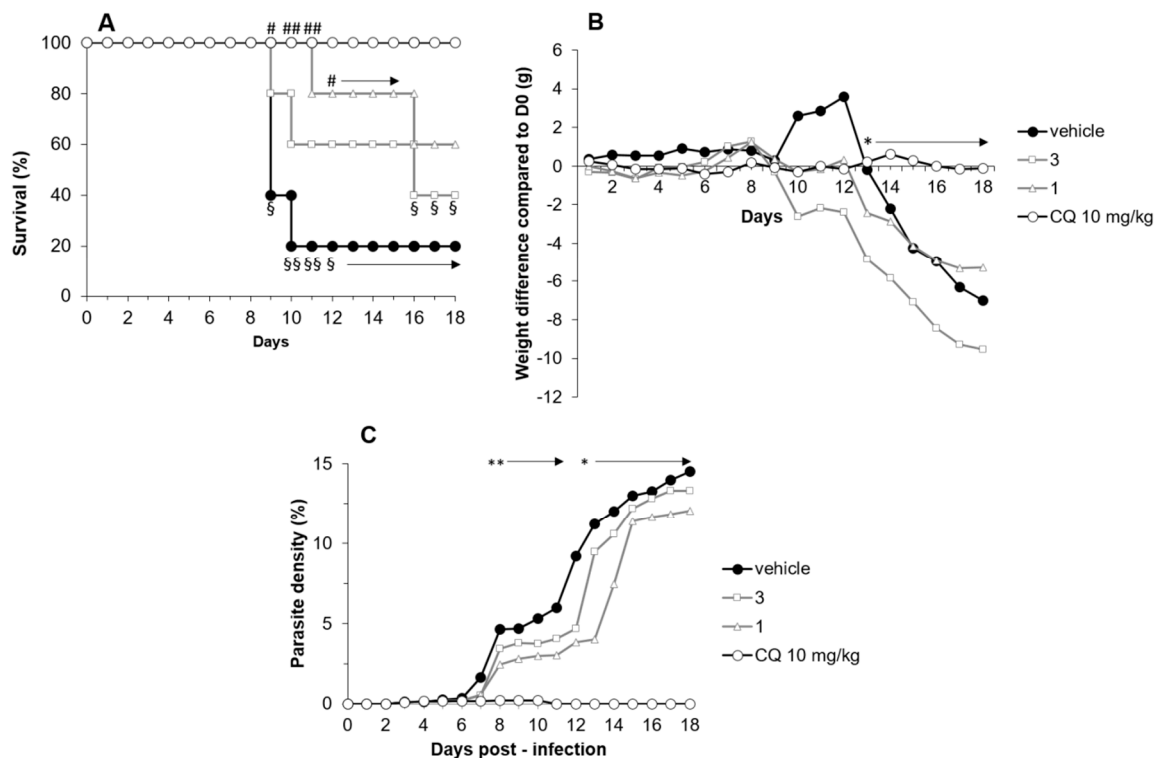 A
# ## ##
100
80
60
40
20
0
Survival (%)
#
§
§§ §§ §
§ § §
0 2 4 6 8 10 12 14 16 18
Days
B
6
4
2
0
-2
-4
-6
-8
-10
-12
Weight difference compared to D0 (g)
*
2 4 6 8 10 12 14 16 18
Days
vehicle
3
1
CQ 10 mg/kg
C
** *
15
10
5
0
Parasite density (%)
0 2 4 6 8 10 12 14 16 18
Days post - infection
vehicle
3
1
CQ 10 mg/kg